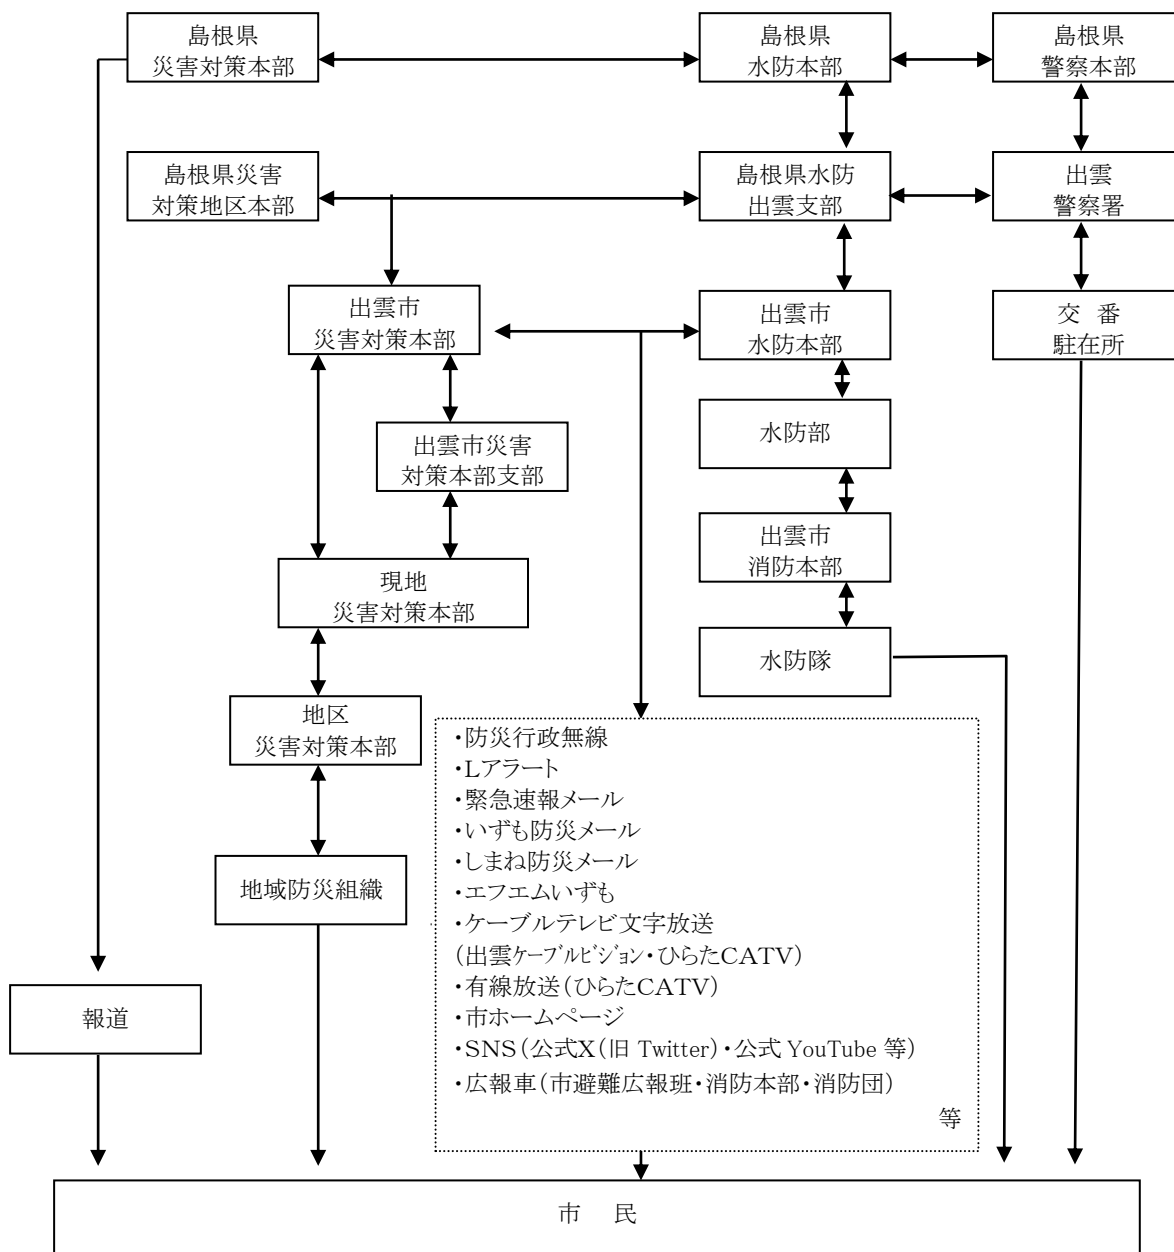 島根県
災害対策本部
島根県
水防本部
島根県
警察本部
島根県災害
対策地区本部
島根県水防
出雲支部
出雲
警察署
出雲市
災害対策本部
出雲市
水防本部
交 番
駐在所
水防部
出雲市災害
対策本部支部
出雲市
消防本部
現地
災害対策本部
水防隊
地区
災害対策本部
・防災行政無線
・Lアラート
・緊急速報メール
・いずも防災メール
・しまね防災メール
・エフエムいずも
・ケーブルテレビ文字放送
(出雲ケーブルビジョン・ひらたCATV)
・有線放送(ひらたCATV)
・市ホームページ
・SNS(公式X(旧 Twitter)・公式 YouTube 等)
・広報車(市避難広報班・消防本部・消防団)
等
地域防災組織
報道
市 民